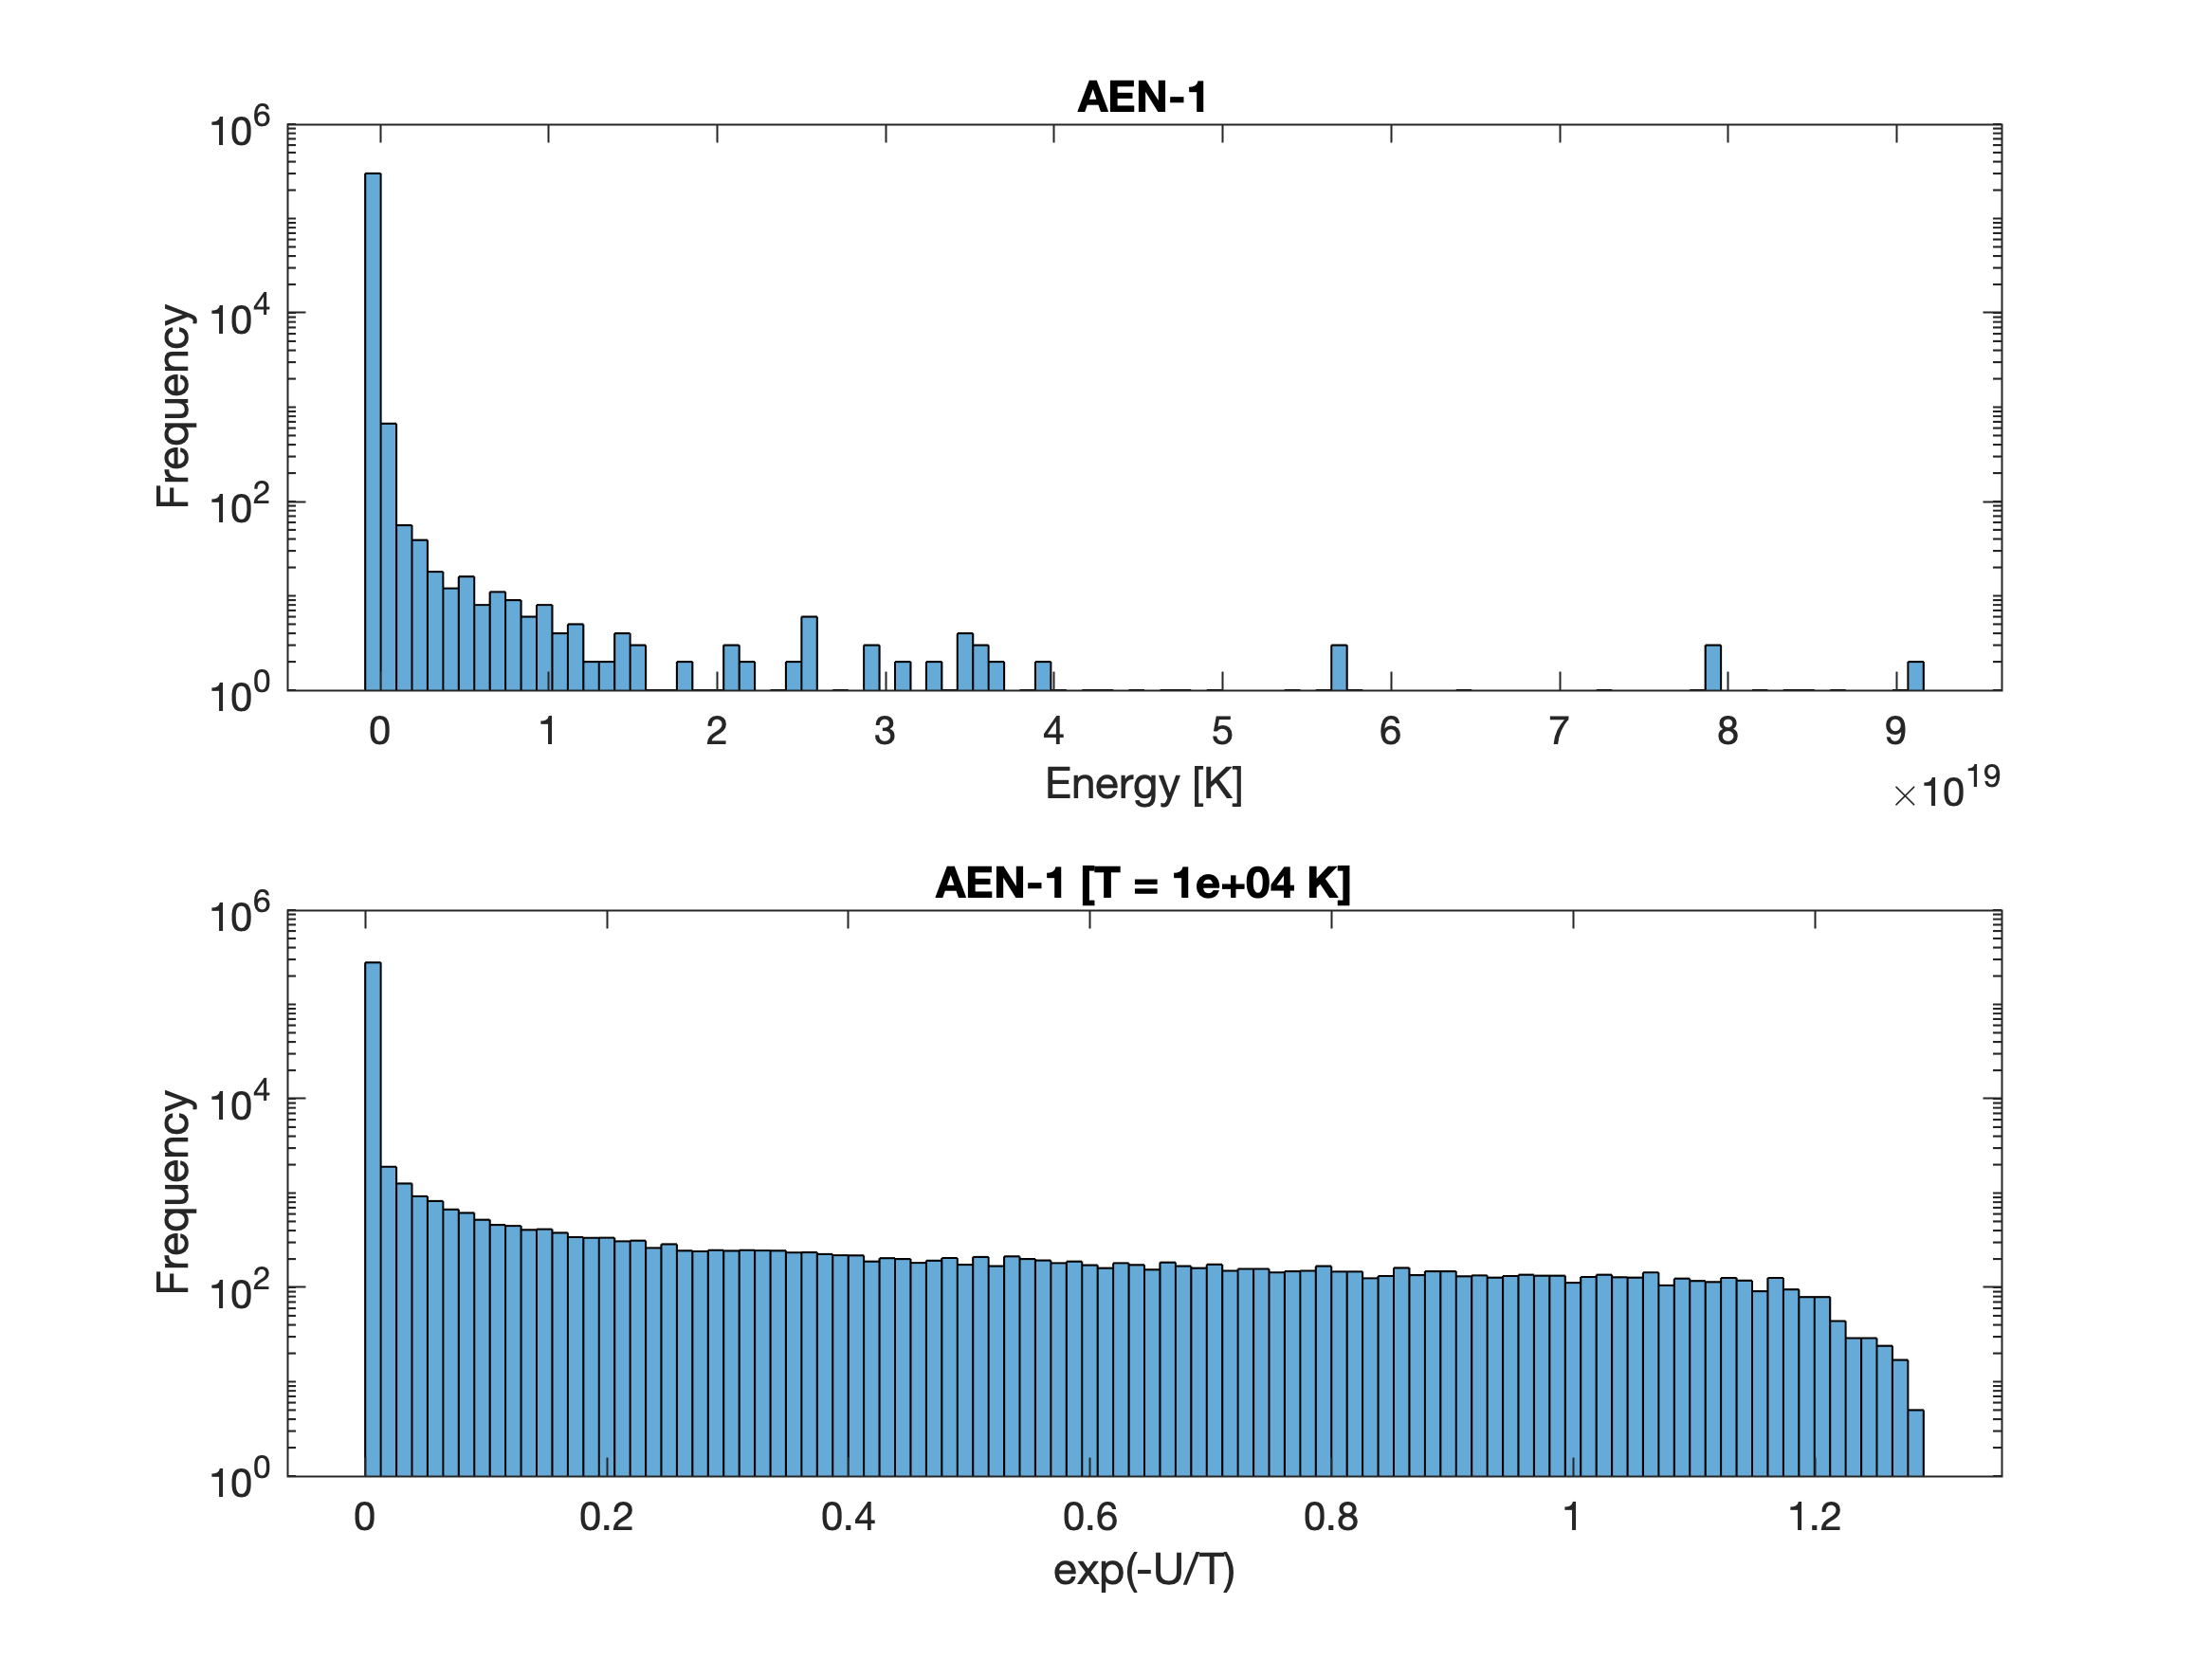 AEN-1
10^6
10^4
10^2
10^0
Frequency
0 1 2 3 4 5 6 7 8 9
Energy [K]
×10^19
AEN-1 [T = 1e+04 K]
10^6
10^4
10^2
10^0
Frequency
0 0.2 0.4 0.6 0.8 1 1.2
exp(-U/T)